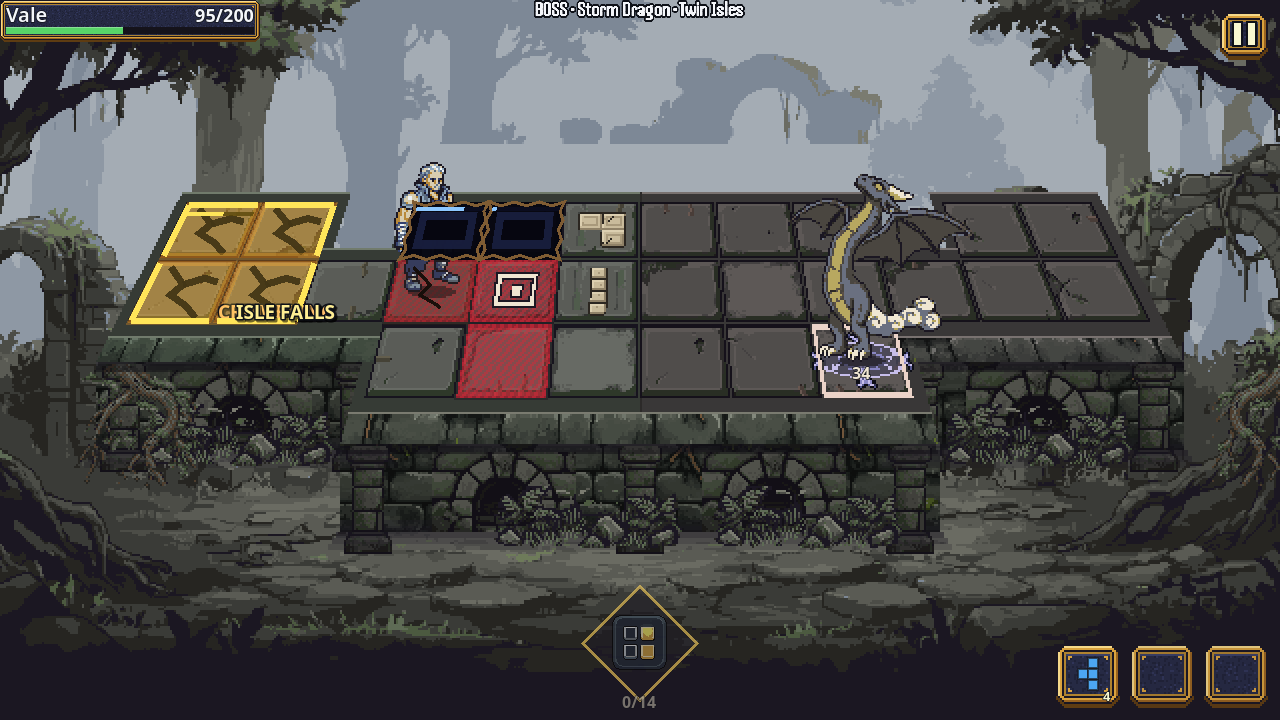 Vale 95/200
BOSS · Storm Dragon · Twin Isles
ISLE FALLS
34
0/14
4